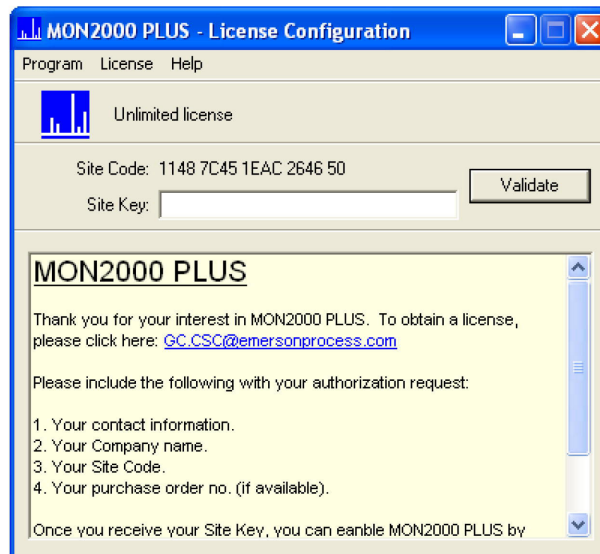 MON2000 PLUS - License Configuration
Program License Help
Unlimited license
Site Code: 1148 7C45 1EAC 2646 50
Validate
Site Key:
MON2000 PLUS
Thank you for your interest in MON2000 PLUS. To obtain a license,
please click here: GC.CSC@emersonprocess.com
Please include the following with your authorization request:
1. Your contact information.
2. Your Company name.
3. Your Site Code.
4. Your purchase order no. (if available).
Once you receive your Site Key, you can eanble MON2000 PLUS by